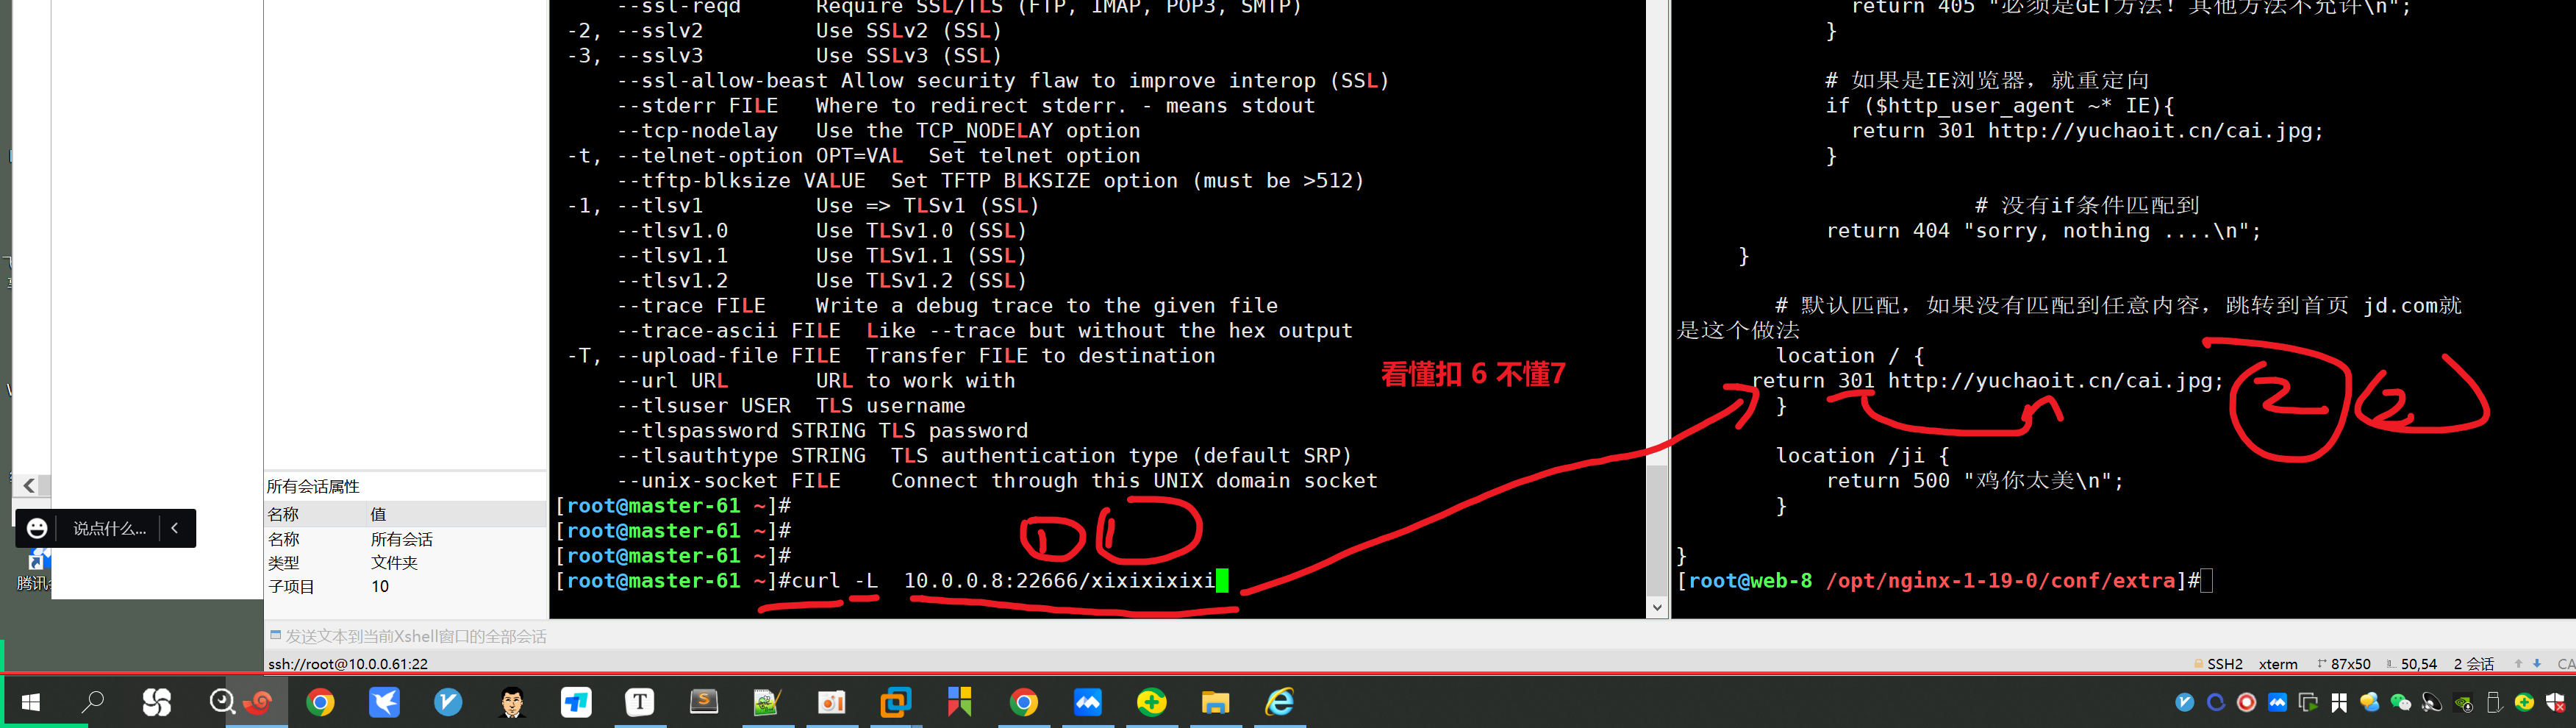 --ssl-reqd Require SSL/TLS (FTP, IMAP, POP3, SMTP)
-2, --sslv2 Use SSLv2 (SSL)
-3, --sslv3 Use SSLv3 (SSL)
--ssl-allow-beast Allow security flaw to improve interop (SSL)
--stderr FILE Where to redirect stderr. - means stdout
--tcp-nodelay Use the TCP_NODELAY option
-t, --telnet-option OPT=VAL Set telnet option
--tftp-blksize VALUE Set TFTP BLKSIZE option (must be >512)
-1, --tlsv1 Use => TLSv1 (SSL)
--tlsv1.0 Use TLSv1.0 (SSL)
--tlsv1.1 Use TLSv1.1 (SSL)
--tlsv1.2 Use TLSv1.2 (SSL)
--trace FILE Write a debug trace to the given file
--trace-ascii FILE Like --trace but without the hex output
-T, --upload-file FILE Transfer FILE to destination
--url URL URL to work with
--tlsuser USER TLS username
--tlspassword STRING TLS password
--tlsauthtype STRING TLS authentication type (default SRP)
--unix-socket FILE Connect through this UNIX domain socket
[root@master-61 ~]#
[root@master-61 ~]#
[root@master-61 ~]#
[root@master-61 ~]#curl -L 10.0.0.8:22666/xixixixixi
看懂扣 6 不懂7
1 1
return 405 "必须是GET方法！其他方法不允许\n";
}
# 如果是IE浏览器，就重定向
if ($http_user_agent ~* IE){
return 301 http://yuchaoit.cn/cai.jpg;
}
# 没有if条件匹配到
return 404 "sorry, nothing ....\n";
}
# 默认匹配，如果没有匹配到任意内容，跳转到首页 jd.com就
是这个做法
location / {
return 301 http://yuchaoit.cn/cai.jpg;
}
2 2
location /ji {
return 500 "鸡你太美\n";
}
}
[root@web-8 /opt/nginx-1-19-0/conf/extra]#
所有会话属性
名称 值
名称 所有会话
类型 文件夹
子项目 10
说点什么...
发送文本到当前Xshell窗口的全部会话
ssh://root@10.0.0.61:22
SSH2 xterm 87x50 50,54 2 会话